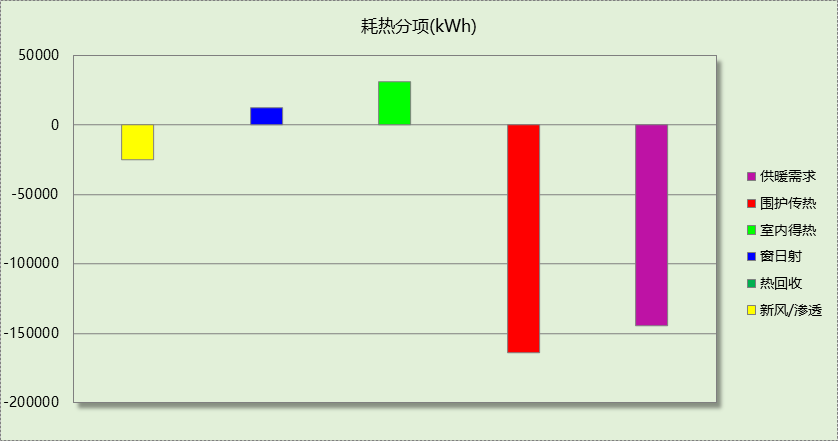 耗热分项(kWh)
50000
0
-50000
-100000
-150000
-200000
供暖需求
围护传热
室内得热
窗日射
热回收
新风/渗透